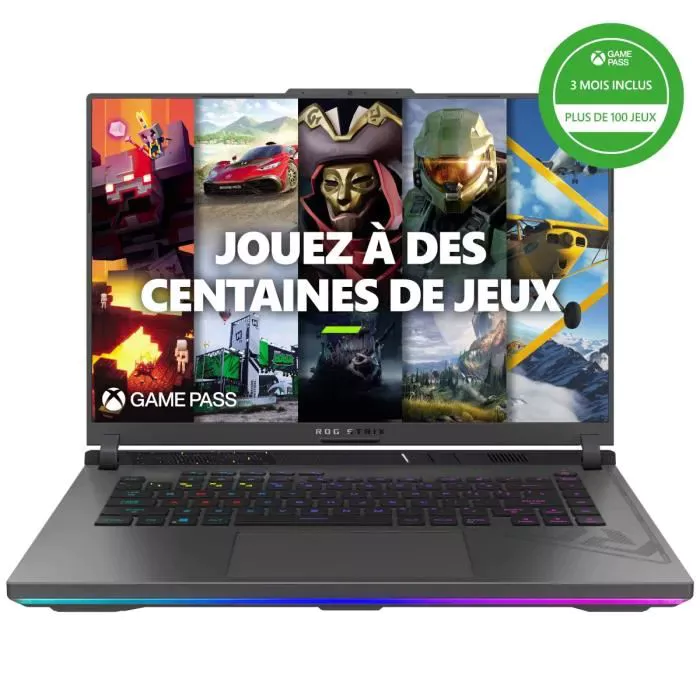 GAME
PASS
3 MOIS INCLUS
PLUS DE 100 JEUX
JOUEZ À DES
CENTAINES DE JEUX
GAME PASS
ROG STRIX